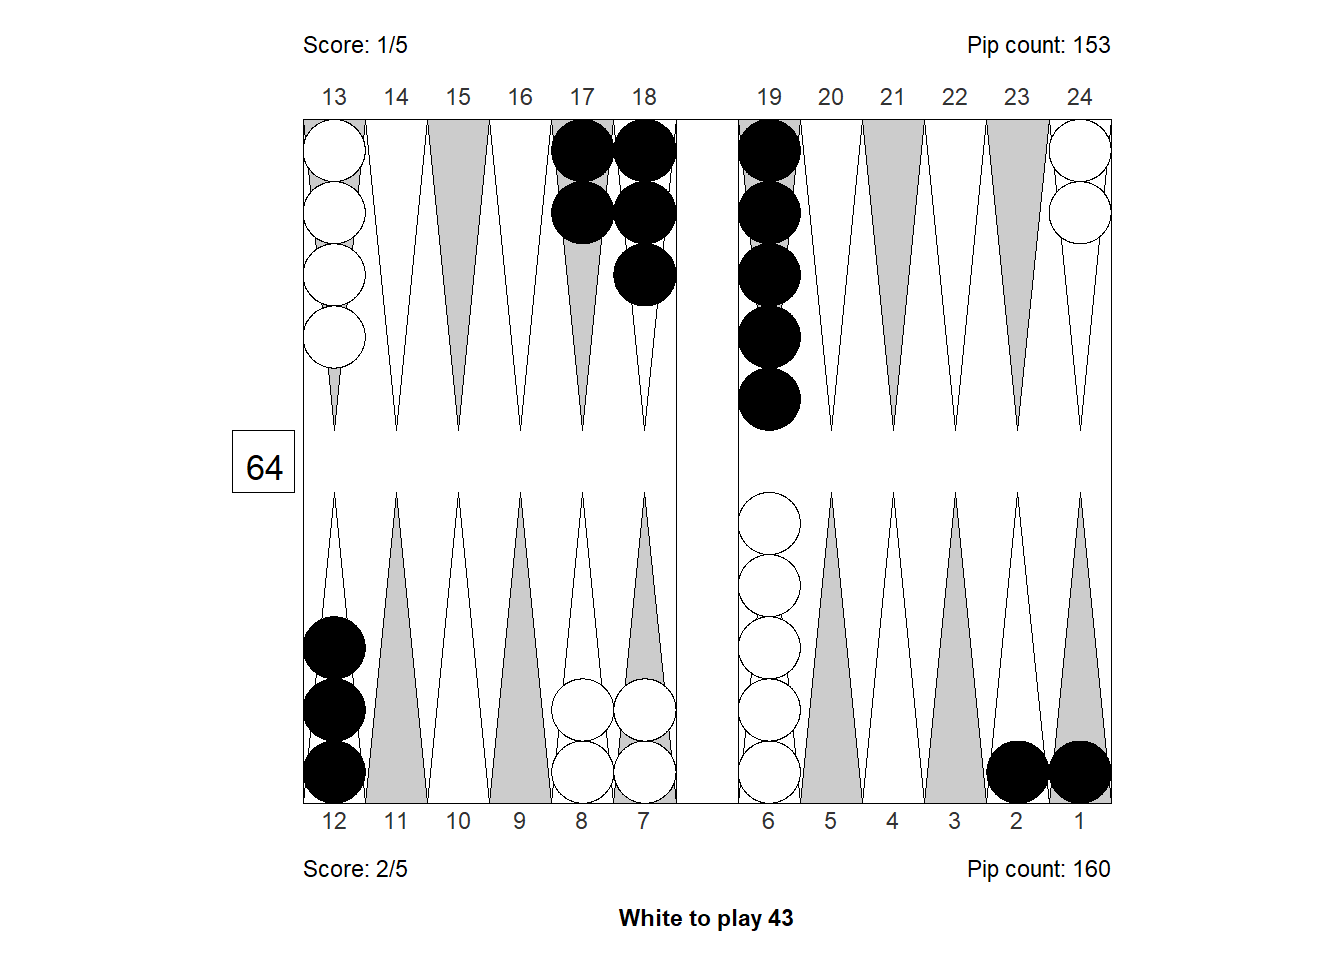 Score: 1/5 Pip count: 153
13 14 15 16 17 18 19 20 21 22 23 24
64
12 11 10 9 8 7 6 5 4 3 2 1
Score: 2/5 Pip count: 160
White to play 43